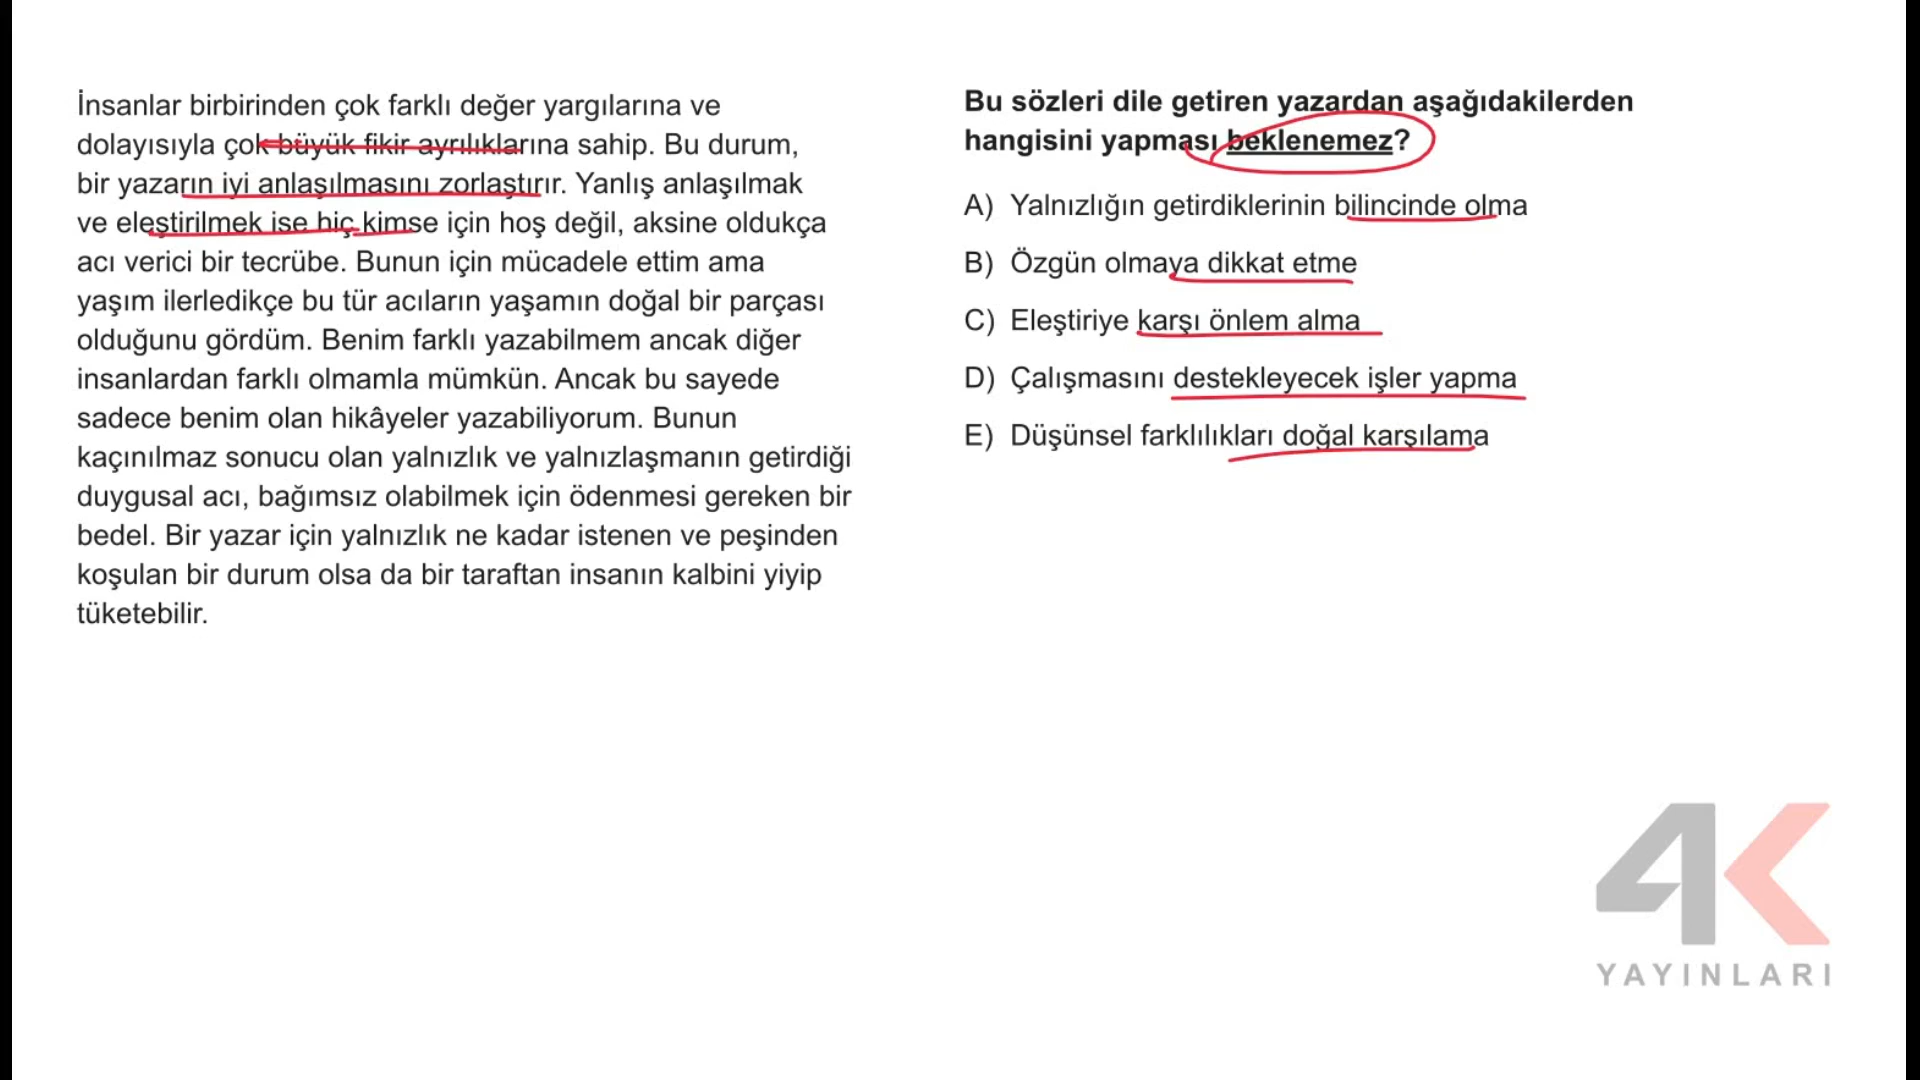 İnsanlar birbirinden çok farklı değer yargılarına ve
dolayısıyla çok büyük fikir ayrılıklarına sahip. Bu durum,
bir yazarın iyi anlaşılmasını zorlaştırır. Yanlış anlaşılmak
ve eleştirilmek ise hiç kimse için hoş değil, aksine oldukça
acı verici bir tecrübe. Bunun için mücadele ettim ama
yaşım ilerledikçe bu tür acıların yaşamın doğal bir parçası
olduğunu gördüm. Benim farklı yazabilmem ancak diğer
insanlardan farklı olmamla mümkün. Ancak bu sayede
sadece benim olan hikâyeler yazabiliyorum. Bunun
kaçınılmaz sonucu olan yalnızlık ve yalnızlaşmanın getirdiği
duygusal acı, bağımsız olabilmek için ödenmesi gereken bir
bedel. Bir yazar için yalnızlık ne kadar istenen ve peşinden
koşulan bir durum olsa da bir taraftan insanın kalbini yiyip
tüketebilir.
Bu sözleri dile getiren yazardan aşağıdakilerden
hangisini yapması beklenemez?
A) Yalnızlığın getirdiklerinin bilincinde olma
B) Özgün olmaya dikkat etme
C) Eleştiriye karşı önlem alma
D) Çalışmasını destekleyecek işler yapma
E) Düşünsel farklılıkları doğal karşılama
4K
YAYINLARI